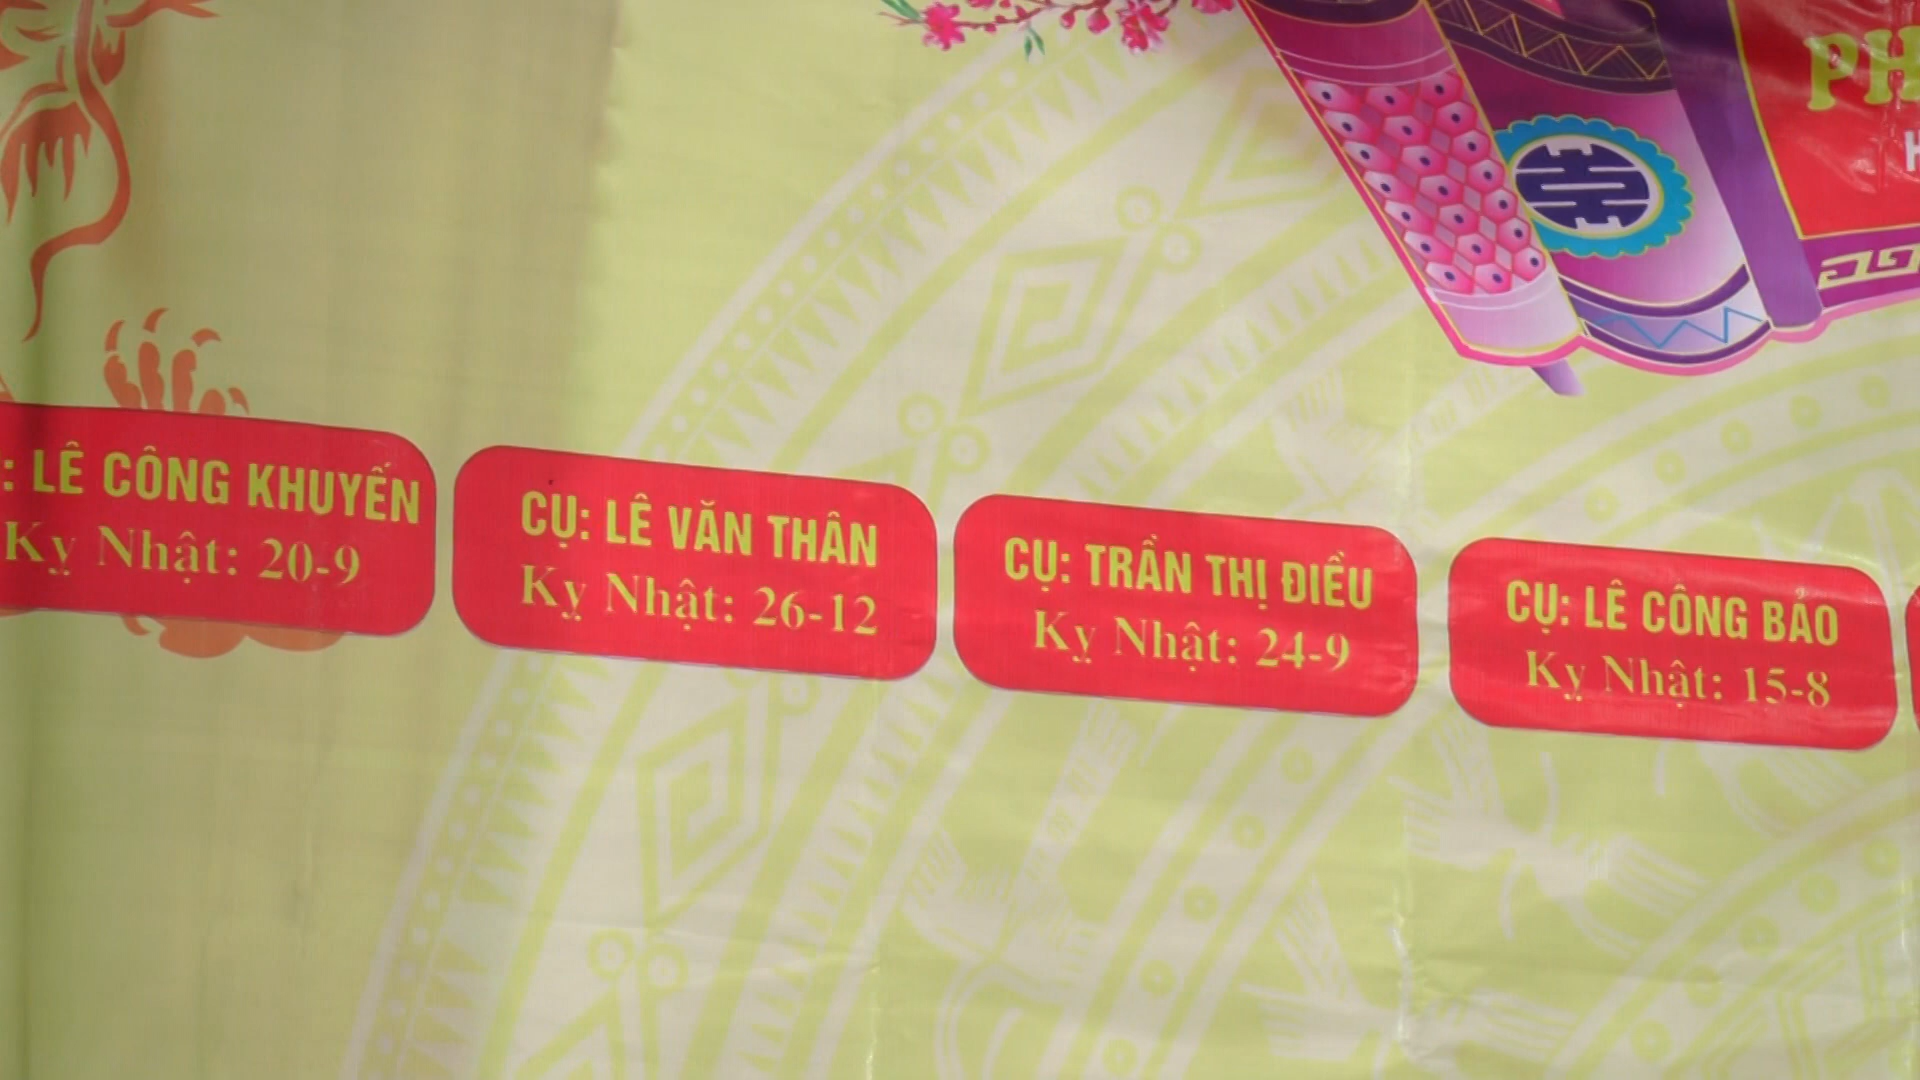 PH
H
: LÊ CÔNG KHUYẾN
Kỵ Nhật: 20-9
CỤ: LÊ VĂN THÂN
Kỵ Nhật: 26-12
CỤ: TRẦN THỊ ĐIỀU
Kỵ Nhật: 24-9
CỤ: LÊ CÔNG BẢO
Kỵ Nhật: 15-8